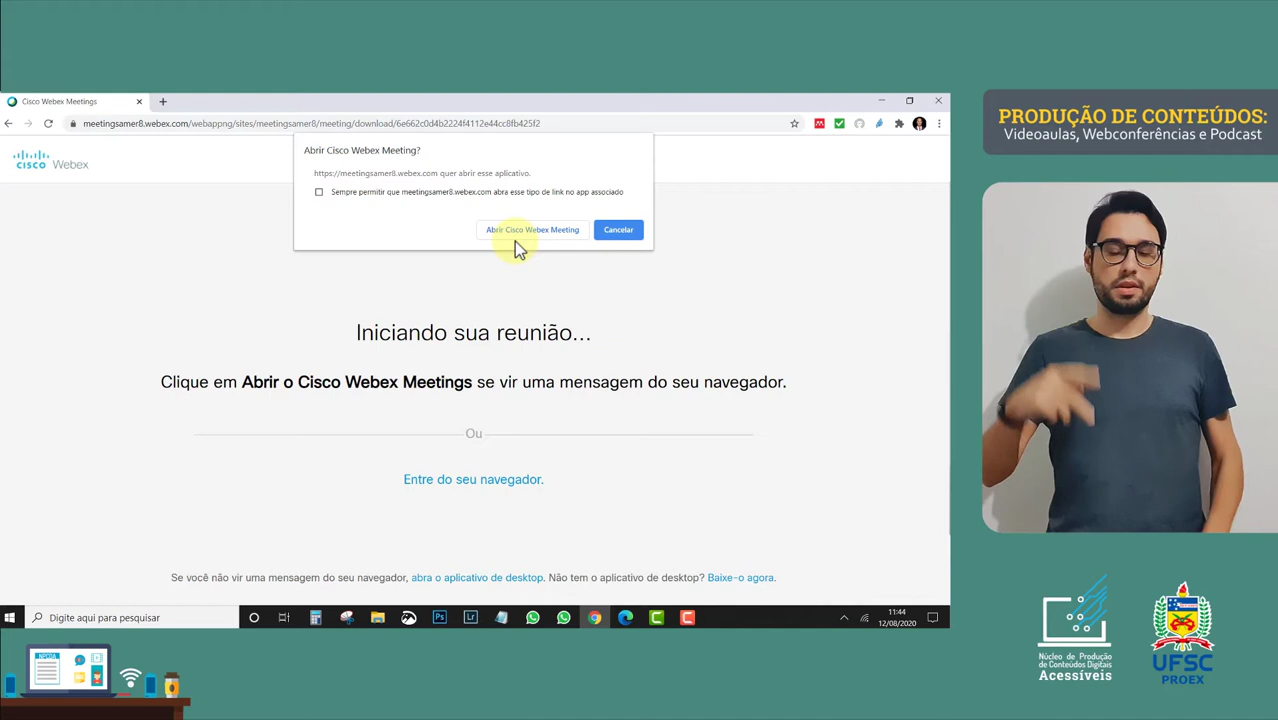 Cisco Webex Meetings
meetingsamer8.webex.com/webappng/sites/meetingsamer8/meeting/download/6e662c0d4b2224f4112e44cc8fb425f2
cisco Webex
Abrir Cisco Webex Meeting?
https://meetingsamer8.webex.com quer abrir esse aplicativo.
Sempre permitir que meetingsamer8.webex.com abra esse tipo de link no app associado
Abrir Cisco Webex Meeting
Cancelar
Iniciando sua reunião...
Clique em Abrir o Cisco Webex Meetings se vir uma mensagem do seu navegador.
Ou
Entre do seu navegador.
Se você não vir uma mensagem do seu navegador, abra o aplicativo de desktop. Não tem o aplicativo de desktop? Baixe-o agora.
Digite aqui para pesquisar
Ps
Lr
11:44
12/08/2020
PRODUÇÃO DE CONTEÚDOS:
Videoaulas, Webconferências e Podcast
Núcleo de Produção
de Conteúdos Digitais
Acessíveis
UFSC
PROEX